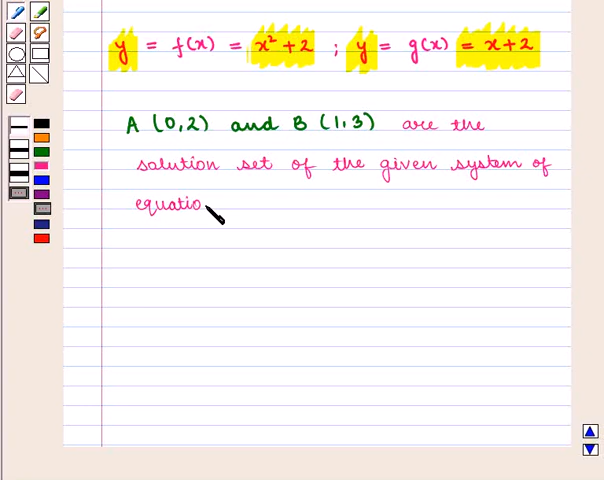 y = f(x) = x² + 2 ; y = g(x) = x + 2
A (0,2) and B (1,3) are the
solution set of the given system of
equatio